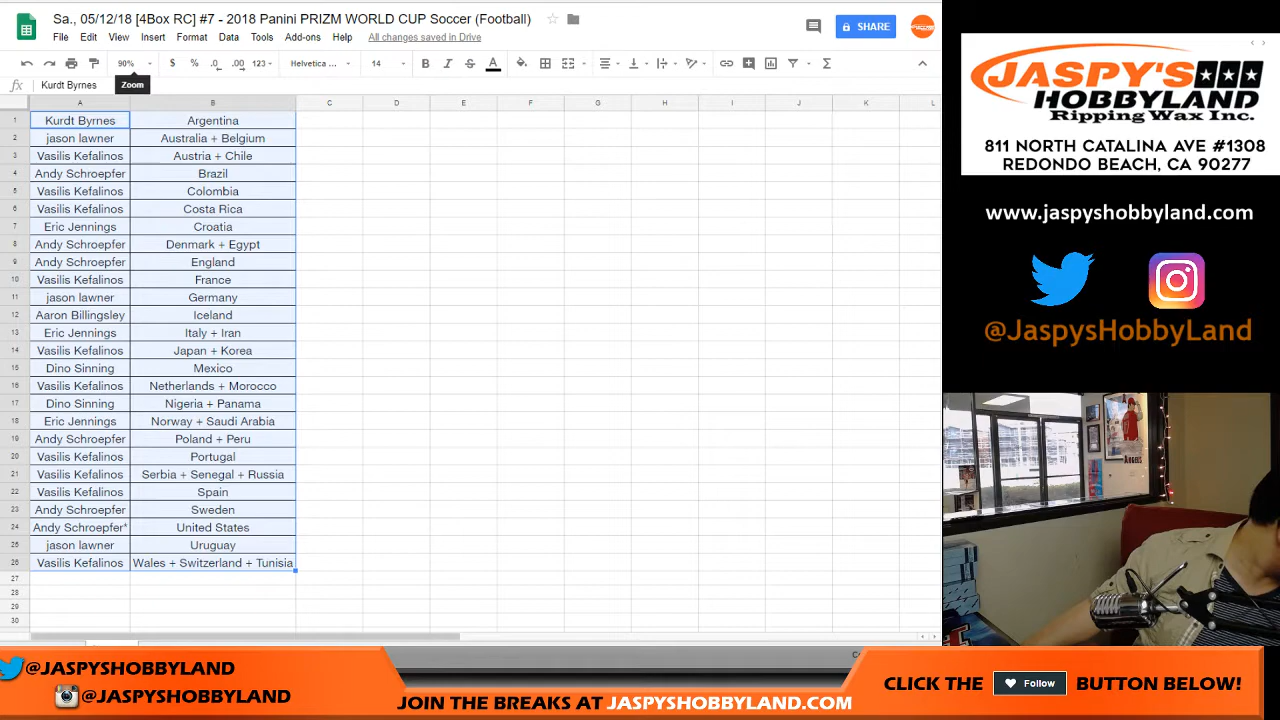 Sa., 05/12/18 [4Box RC] #7 - 2018 Panini PRIZM WORLD CUP Soccer (Football)
File Edit View Insert Format Data Tools Add-ons Help All changes saved in Drive
SHARE
90% $ % .0 .00 123 Helvetica ... 14 B I S A
fx Kurdt Byrnes Zoom
A B C D E F G H I J K L
1 Kurdt Byrnes Argentina
2 jason lawner Australia + Belgium
3 Vasilis Kefalinos Austria + Chile
4 Andy Schroepfer Brazil
5 Vasilis Kefalinos Colombia
6 Vasilis Kefalinos Costa Rica
7 Eric Jennings Croatia
8 Andy Schroepfer Denmark + Egypt
9 Andy Schroepfer England
10 Vasilis Kefalinos France
11 jason lawner Germany
12 Aaron Billingsley Iceland
13 Eric Jennings Italy + Iran
14 Vasilis Kefalinos Japan + Korea
15 Dino Sinning Mexico
16 Vasilis Kefalinos Netherlands + Morocco
17 Dino Sinning Nigeria + Panama
18 Eric Jennings Norway + Saudi Arabia
19 Andy Schroepfer Poland + Peru
20 Vasilis Kefalinos Portugal
21 Vasilis Kefalinos Serbia + Senegal + Russia
22 Vasilis Kefalinos Spain
23 Andy Schroepfer Sweden
24 Andy Schroepfer* United States
25 jason lawner Uruguay
26 Vasilis Kefalinos Wales + Switzerland + Tunisia
27
28
29
30
JASPY'S
HOBBYLAND
Ripping Wax Inc.
811 NORTH CATALINA AVE #1308
REDONDO BEACH, CA 90277
www.jaspyshobbyland.com
@JaspysHobbyLand
ANGELS
@JASPYSHOBBYLAND
@JASPYSHOBBYLAND
JOIN THE BREAKS AT JASPYSHOBBYLAND.COM
CLICK THE Follow BUTTON BELOW!